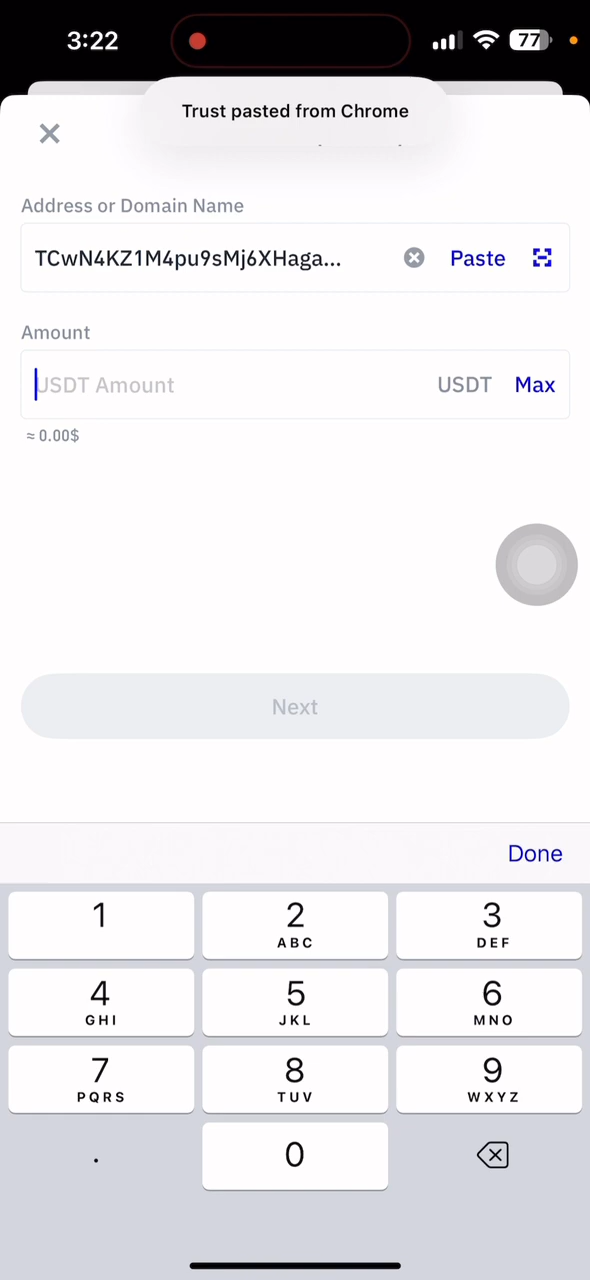 3:22
77
Trust pasted from Chrome
Address or Domain Name
TCwN4KZ1M4pu9sMj6XHaga...
Paste
Amount
USDT Amount
USDT
Max
≈ 0.00$
Next
Done
1
2
ABC
3
DEF
4
GHI
5
JKL
6
MNO
7
PQRS
8
TUV
9
WXYZ
.
0